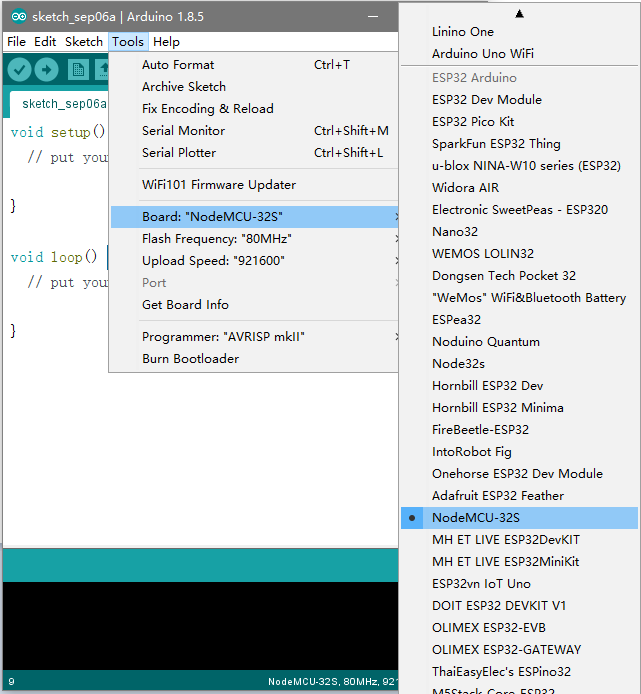 sketch_sep06a | Arduino 1.8.5
File Edit Sketch Tools Help
sketch_sep06a
void setup()
// put you
}
void loop()
// put you
}
Auto Format Ctrl+T
Archive Sketch
Fix Encoding & Reload
Serial Monitor Ctrl+Shift+M
Serial Plotter Ctrl+Shift+L
WiFi101 Firmware Updater
Board: "NodeMCU-32S"
Flash Frequency: "80MHz"
Upload Speed: "921600"
Port
Get Board Info
Programmer: "AVRISP mkII"
Burn Bootloader
Linino One
Arduino Uno WiFi
ESP32 Arduino
ESP32 Dev Module
ESP32 Pico Kit
SparkFun ESP32 Thing
u-blox NINA-W10 series (ESP32)
Widora AIR
Electronic SweetPeas - ESP320
Nano32
WEMOS LOLIN32
Dongsen Tech Pocket 32
"WeMos" WiFi&Bluetooth Battery
ESPea32
Noduino Quantum
Node32s
Hornbill ESP32 Dev
Hornbill ESP32 Minima
FireBeetle-ESP32
IntoRobot Fig
Onehorse ESP32 Dev Module
Adafruit ESP32 Feather
NodeMCU-32S
MH ET LIVE ESP32DevKIT
MH ET LIVE ESP32MiniKit
ESP32vn IoT Uno
DOIT ESP32 DEVKIT V1
OLIMEX ESP32-EVB
OLIMEX ESP32-GATEWAY
ThaiEasyElec's ESPino32
M5Stack-Core-ESP32
9 NodeMCU-32S, 80MHz, 921